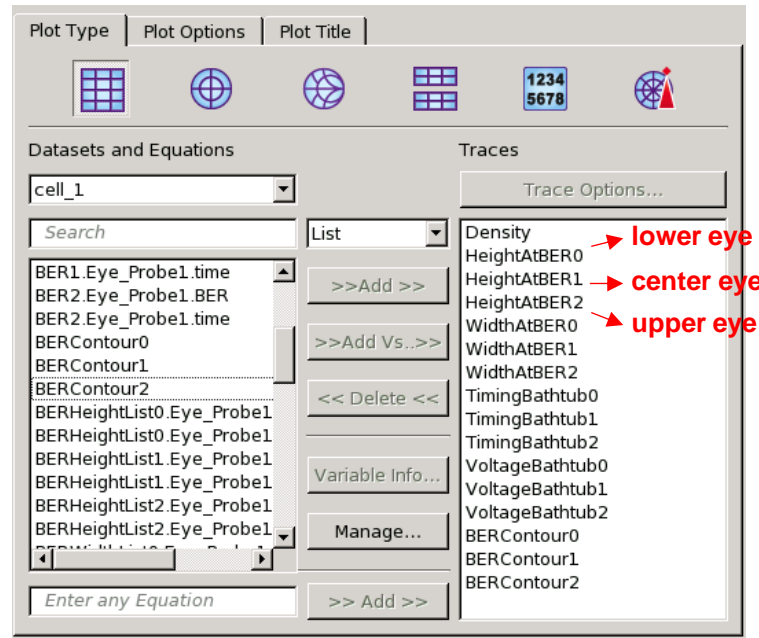 Plot Type
Plot Options
Plot Title
1234
5678
Datasets and Equations
Traces
cell_1
Trace Options...
Search
List
BER1.Eye_Probe1.time
BER2.Eye_Probe1.BER
BER2.Eye_Probe1.time
BERContour0
BERContour1
BERContour2
BERHeightList0.Eye_Probe1
BERHeightList0.Eye_Probe1
BERHeightList1.Eye_Probe1
BERHeightList1.Eye_Probe1
BERHeightList2.Eye_Probe1
BERHeightList2.Eye_Probe1
>>Add >>
>>Add Vs..>>
<< Delete <<
Variable Info...
Manage...
Density
HeightAtBER0
lower eye
HeightAtBER1
center eye
HeightAtBER2
upper eye
WidthAtBER0
WidthAtBER1
WidthAtBER2
TimingBathtub0
TimingBathtub1
TimingBathtub2
VoltageBathtub0
VoltageBathtub1
VoltageBathtub2
BERContour0
BERContour1
BERContour2
Enter any Equation
>> Add >>